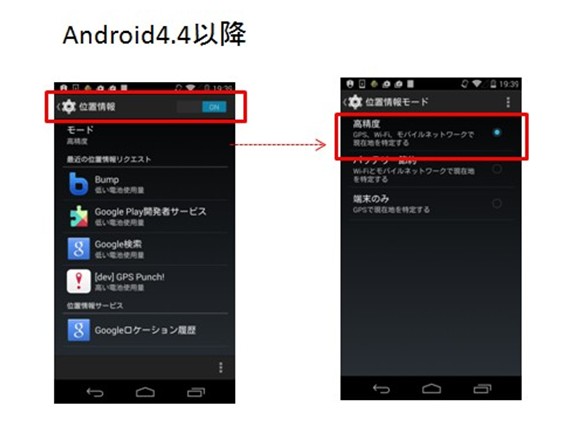 Android4.4以降
19:39
位置情報
ON
モード
高精度
最近の位置情報リクエスト
Bump
低い電池使用量
Google Play開発者サービス
低い電池使用量
Google検索
低い電池使用量
[dev] GPS Punch!
高い電池使用量
位置情報サービス
Googleロケーション履歴
19:39
位置情報モード
高精度
GPS、Wi-Fi、モバイルネットワークで
現在地を特定する
Wi-Fiとモバイルネットワークで現在地
を特定する
端末のみ
GPSで現在地を特定する